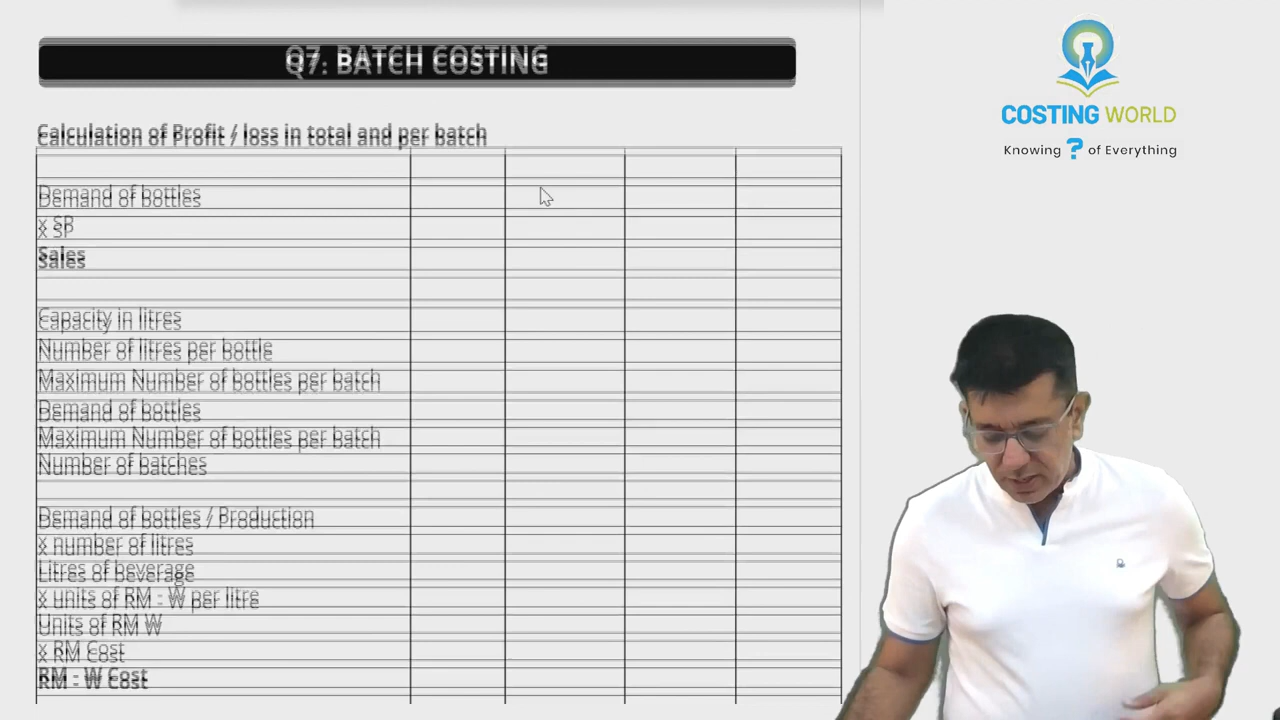 Q7: BATCH COSTING
COSTING WORLD
Knowing ? of Everything
Calculation of Profit / loss in total and per batch
Demand of bottles
x SP
Sales
Capacity in litres
Number of litres per bottle
Maximum Number of bottles per batch
Demand of bottles
Maximum Number of bottles per batch
Number of batches
Demand of bottles / Production
x number of litres
Litres of beverage
x units of RM - W per litre
Units of RM W
x RM Cost
RM - W Cost